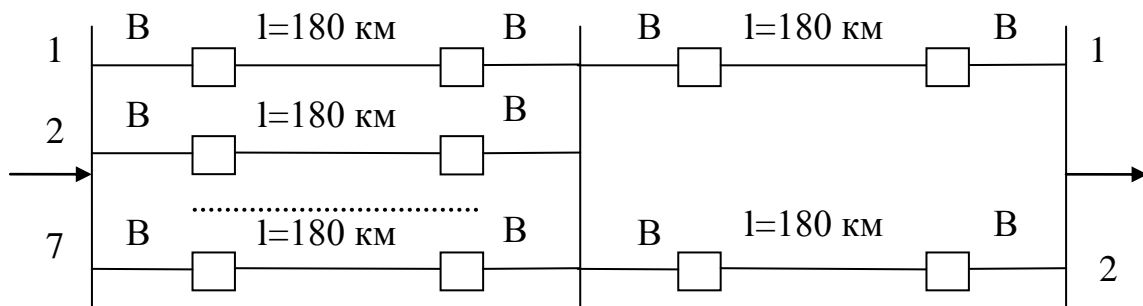 В l=180 км В В l=180 км В
1 1
В l=180 км В
2
В l=180 км В В l=180 км В
7 2